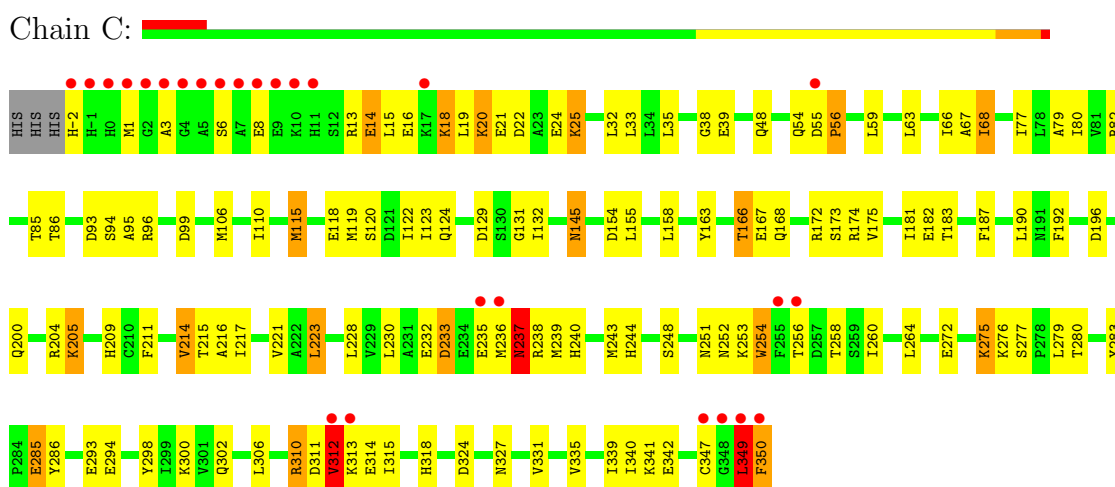 Chain C:
HIS HIS HIS H-2 H-1 H0 M1 G2 A3 G4 A5 S6 A7 E8 E9 K10 H11 S12 R13 E14 L15 E16 K17 K18 L19 K20 E21 D22 A23 E24 K25 L32 L33 L34 L35 G38 E39 Q48 Q54 D55 P56 L59 L63 I66 A67 I68 I77 L78 A79 I80 V81
T85 T86 D93 S94 A95 R96 D99 M106 I110 M115 E118 M119 S120 D121 I122 I123 Q124 D129 S130 G131 I132 N145 D154 L155 L158 Y163 T166 E167 Q168 R172 S173 R174 V175 I181 E182 T183 F187 L190 N191 F192 D196
Q200 R204 K205 H209 C210 F211 V214 T215 A216 I217 V221 A222 L223 L228 V229 L230 A231 E232 D233 E234 E235 M236 N237 R238 M239 H240 M243 H244 S248 N251 N252 K253 W254 F255 T256 D257 T258 S259 I260 L264 E272 K275 K276 S277 P278 L279 T280
P284 E285 Y286 E293 E294 Y298 I299 K300 V301 Q302 L306 R310 D311 V312 K313 E314 I315 H318 D324 N327 V331 V335 I339 I340 K341 E342 C347 G348 L349 F350